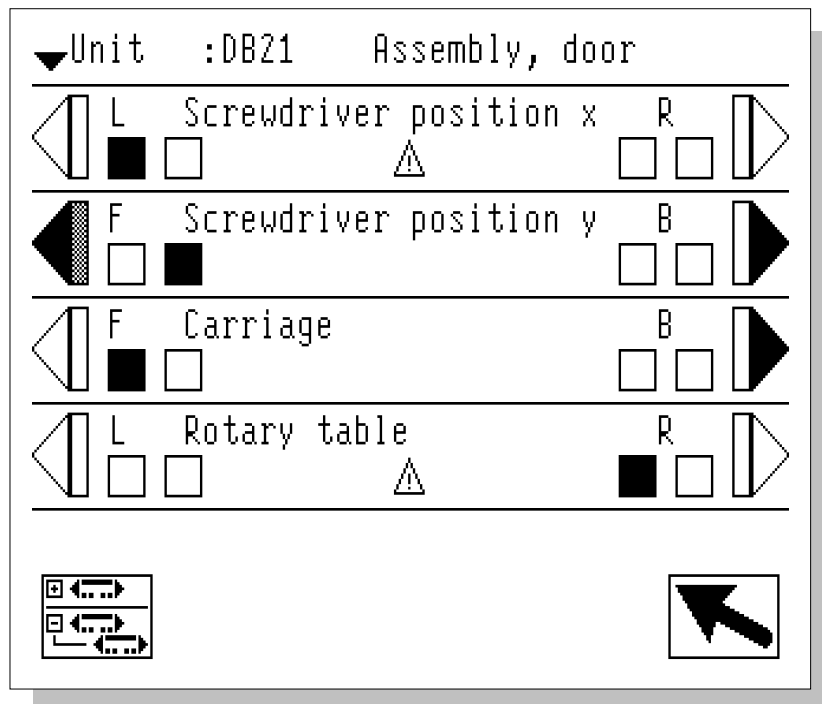 Unit :DB21 Assembly, door
L Screwdriver position x R
F Screwdriver position y B
F Carriage B
L Rotary table R